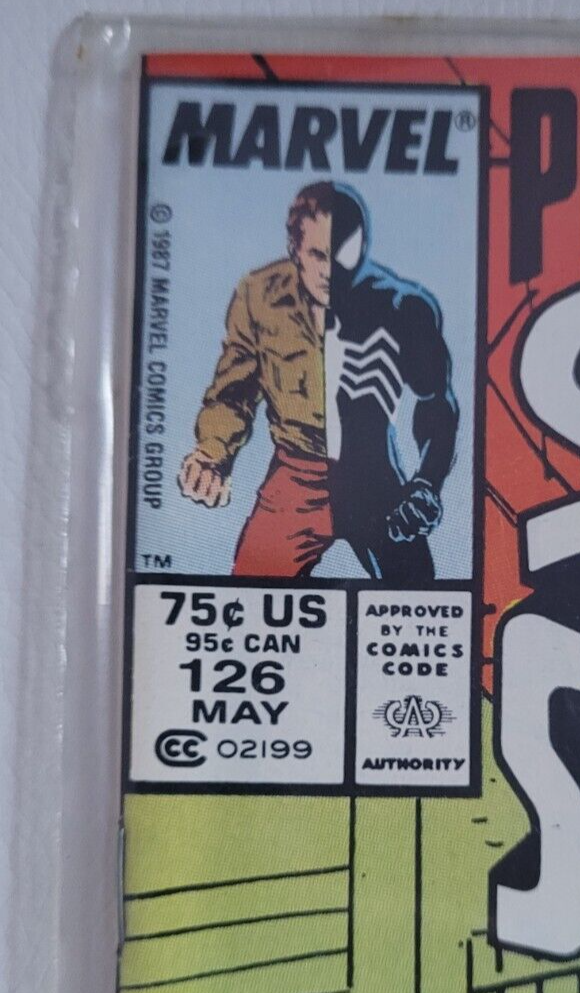 MARVEL®
© 1987 MARVEL COMICS GROUP
TM
75¢ US
95¢ CAN
126
MAY
CC 02199
APPROVED
BY THE
COMICS
CODE
CCA
AUTHORITY
P